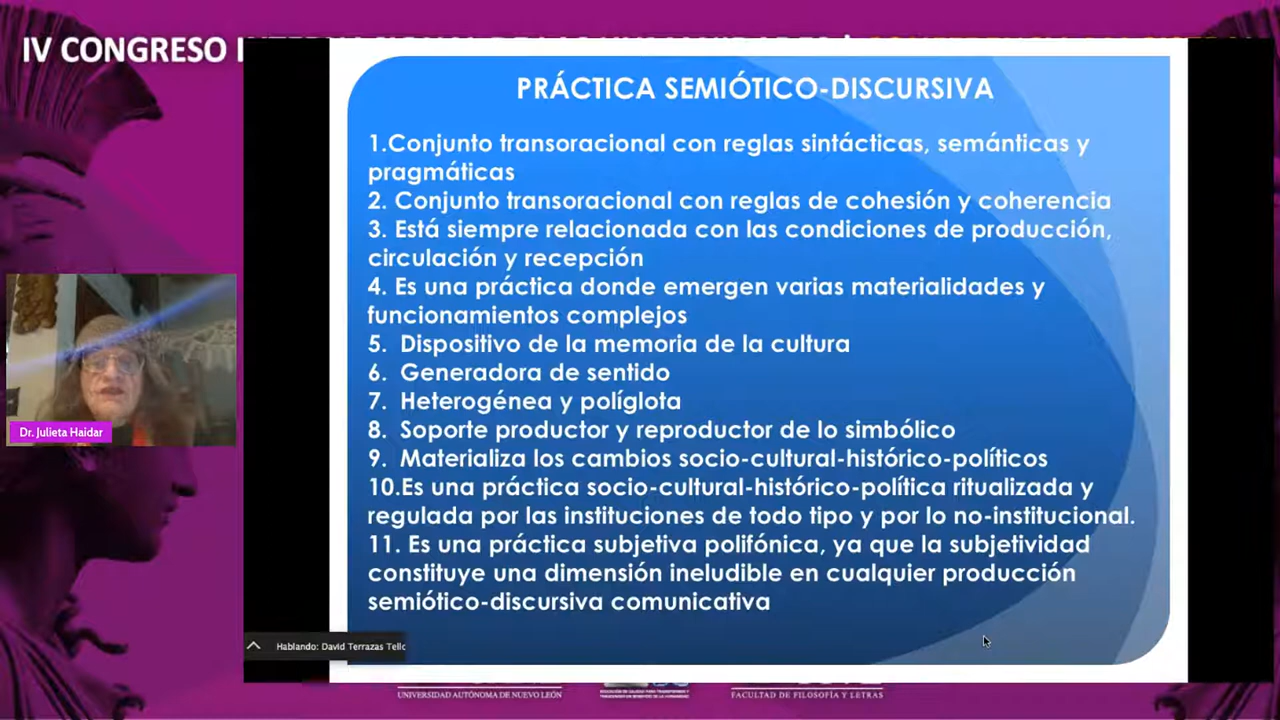 IV CONGRESO
PRÁCTICA SEMIÓTICO-DISCURSIVA
1.Conjunto transoracional con reglas sintácticas, semánticas y
pragmáticas
2. Conjunto transoracional con reglas de cohesión y coherencia
3. Está siempre relacionada con las condiciones de producción,
circulación y recepción
4. Es una práctica donde emergen varias materialidades y
funcionamientos complejos
5. Dispositivo de la memoria de la cultura
6. Generadora de sentido
7. Heterogénea y políglota
8. Soporte productor y reproductor de lo simbólico
9. Materializa los cambios socio-cultural-histórico-políticos
10.Es una práctica socio-cultural-histórico-política ritualizada y
regulada por las instituciones de todo tipo y por lo no-institucional.
11. Es una práctica subjetiva polifónica, ya que la subjetividad
constituye una dimensión ineludible en cualquier producción
semiótico-discursiva comunicativa
Dr. Julieta Haidar
Hablando: David Terrazas Tello
UNIVERSIDAD AUTÓNOMA DE NUEVO LEÓN
FACULTAD DE FILOSOFÍA Y LETRAS